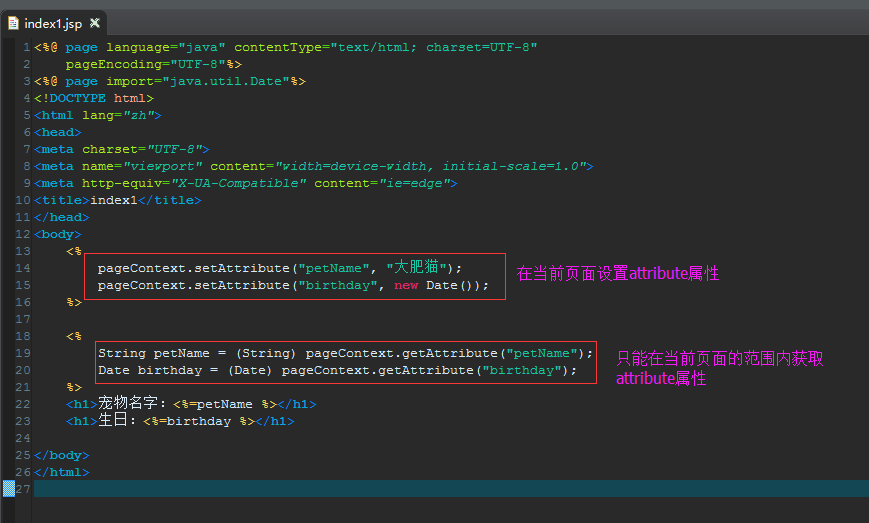 index1.jsp
1 <%@ page language="java" contentType="text/html; charset=UTF-8"
2 pageEncoding="UTF-8"%>
3 <%@ page import="java.util.Date"%>
4 <!DOCTYPE html>
5 <html lang="zh">
6 <head>
7 <meta charset="UTF-8">
8 <meta name="viewport" content="width=device-width, initial-scale=1.0">
9 <meta http-equiv="X-UA-Compatible" content="ie=edge">
10 <title>index1</title>
11 </head>
12 <body>
13 <%
14 pageContext.setAttribute("petName", "大肥猫");
15 pageContext.setAttribute("birthday", new Date());
在当前页面设置attribute属性
16 %>
17
18 <%
19 String petName = (String) pageContext.getAttribute("petName");
20 Date birthday = (Date) pageContext.getAttribute("birthday");
只能在当前页面的范围内获取
attribute属性
21 %>
22 <h1>宠物名字：<%=petName %></h1>
23 <h1>生日：<%=birthday %></h1>
24
25 </body>
26 </html>
27